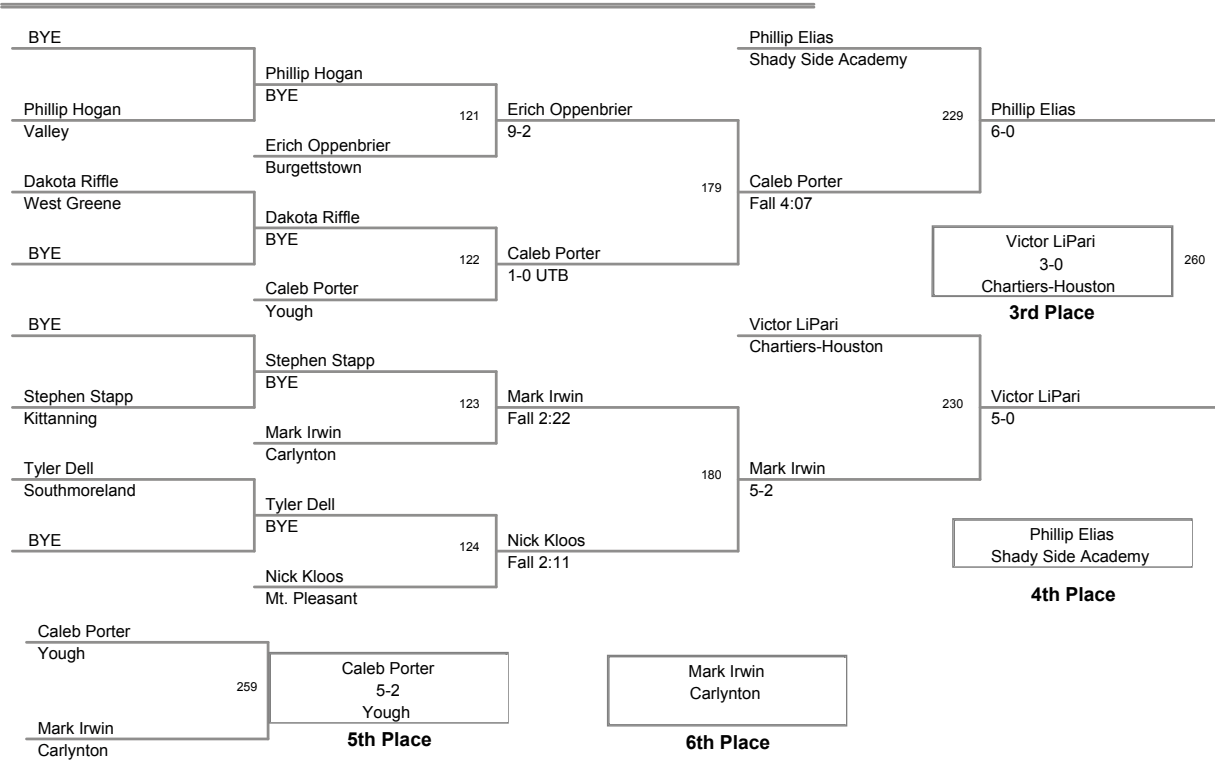 BYE
Phillip Hogan
Valley
Dakota Riffle
West Greene
BYE
BYE
Stephen Stapp
Kittanning
Tyler Dell
Southmoreland
BYE
Phillip Hogan
BYE
121
Erich Oppenbrier
Burgettstown
Dakota Riffle
BYE
122
Caleb Porter
Yough
Stephen Stapp
BYE
123
Mark Irwin
Carlynton
Tyler Dell
BYE
124
Nick Kloos
Mt. Pleasant
Erich Oppenbrier
9-2
179
Caleb Porter
1-0 UTB
Mark Irwin
Fall 2:22
180
Nick Kloos
Fall 2:11
Phillip Elias
Shady Side Academy
229
Caleb Porter
Fall 4:07
Victor LiPari
Chartiers-Houston
230
Mark Irwin
5-2
Phillip Elias
6-0
Victor LiPari
3-0
Chartiers-Houston
260
3rd Place
Victor LiPari
5-0
Phillip Elias
Shady Side Academy
4th Place
Caleb Porter
Yough
259
Mark Irwin
Carlynton
Caleb Porter
5-2
Yough
5th Place
Mark Irwin
Carlynton
6th Place